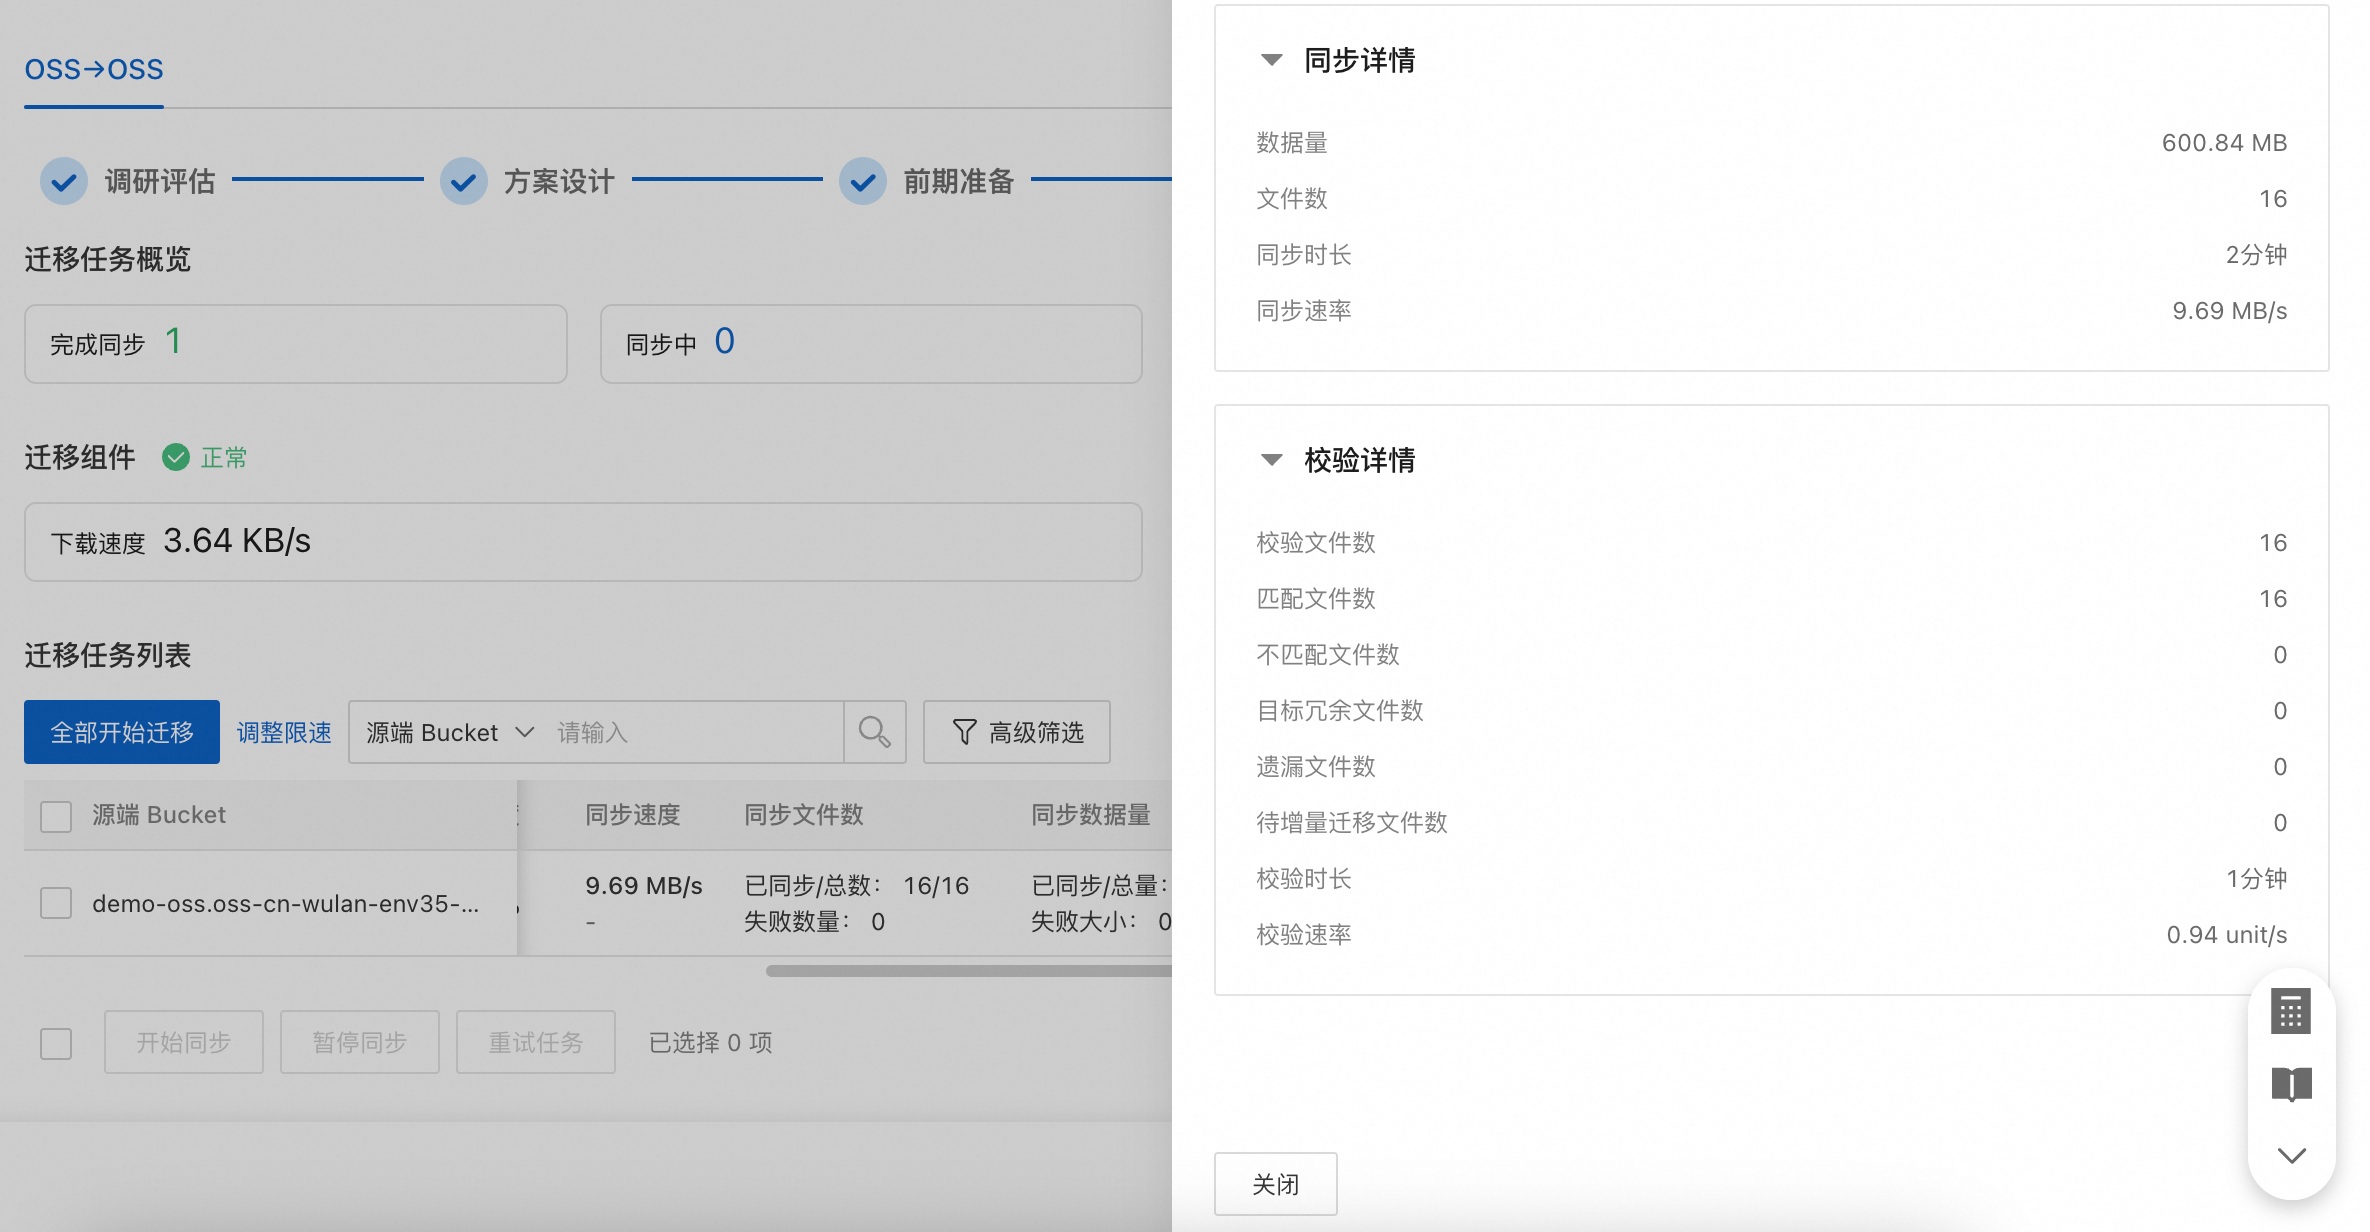 OSS→OSS
调研评估
方案设计
前期准备
迁移任务概览
完成同步 1
同步中 0
迁移组件 正常
下载速度 3.64 KB/s
迁移任务列表
全部开始迁移 调整限速 源端 Bucket 请输入 高级筛选
源端 Bucket 同步速度 同步文件数 同步数据量
demo-oss.oss-cn-wulan-env35-... 9.69 MB/s 已同步/总数： 16/16 已同步/总量：
- 失败数量： 0 失败大小： 0
开始同步 暂停同步 重试任务 已选择 0 项
同步详情
数据量 600.84 MB
文件数 16
同步时长 2分钟
同步速率 9.69 MB/s
校验详情
校验文件数 16
匹配文件数 16
不匹配文件数 0
目标冗余文件数 0
遗漏文件数 0
待增量迁移文件数 0
校验时长 1分钟
校验速率 0.94 unit/s
关闭